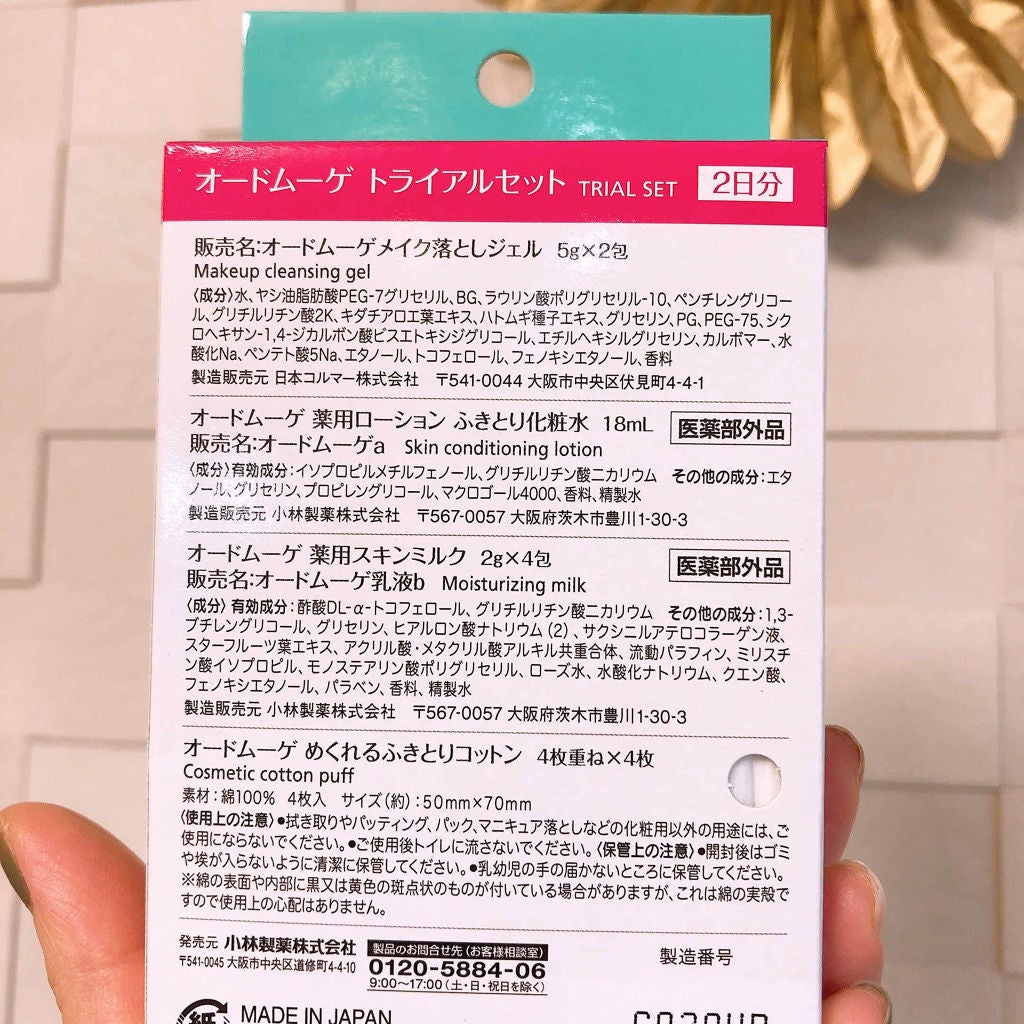 オードムーゲ トライアルセット TRIAL SET 2日分
販売名:オードムーゲメイク落としジェル 5g×2包
Makeup cleansing gel
〈成分〉水、ヤシ油脂肪酸PEG-7グリセリル、BG、ラウリン酸ポリグリセリル-10、ペンチレングリコー
ル、グリチルリチン酸2K、キダチアロエ葉エキス、ハトムギ種子エキス、グリセリン、PG、PEG-75、シク
ロヘキサン-1,4-ジカルボン酸ビスエトキシジグリコール、エチルヘキシルグリセリン、カルボマー、水
酸化Na、ペンテト酸5Na、エタノール、トコフェロール、フェノキシエタノール、香料
製造販売元 日本コルマー株式会社 〒541-0044 大阪市中央区伏見町4-4-1
オードムーゲ 薬用ローション ふきとり化粧水 18mL 医薬部外品
販売名:オードムーゲa Skin conditioning lotion
〈成分〉有効成分:イソプロピルメチルフェノール、グリチルリチン酸二カリウム その他の成分:エタ
ノール、グリセリン、プロピレングリコール、マクロゴール4000、香料、精製水
製造販売元 小林製薬株式会社 〒567-0057 大阪府茨木市豊川1-30-3
オードムーゲ 薬用スキンミルク 2g×4包 医薬部外品
販売名:オードムーゲ乳液b Moisturizing milk
〈成分〉有効成分:酢酸DL-α-トコフェロール、グリチルリチン酸二カリウム その他の成分:1,3-
ブチレングリコール、グリセリン、ヒアルロン酸ナトリウム(2)、サクシニルアテロコラーゲン液、
スターフルーツ葉エキス、アクリル酸・メタクリル酸アルキル共重合体、流動パラフィン、ミリスチ
ン酸イソプロピル、モノステアリン酸ポリグリセリル、ローズ水、水酸化ナトリウム、クエン酸、
フェノキシエタノール、パラベン、香料、精製水
製造販売元 小林製薬株式会社 〒567-0057 大阪府茨木市豊川1-30-3
オードムーゲ めくれるふきとりコットン 4枚重ね×4枚
Cosmetic cotton puff
素材:綿100% 4枚入 サイズ(約):50mm×70mm
〈使用上の注意〉●拭き取りやパッティング、パック、マニキュア落としなどの化粧用以外の用途には、ご
使用にならないでください。●ご使用後トイレに流さないでください。〈保管上の注意〉●開封後はゴミ
や埃が入らないように清潔に保管してください。●乳幼児の手の届かないところに保管してください。
※綿の表面や内部に黒又は黄色の斑点状のものが付いている場合がありますが、これは綿の実殻で
すので使用上の心配はありません。
発売元 小林製薬株式会社 製品のお問合せ先(お客様相談室) 製造番号
〒541-0045 大阪市中央区道修町4-4-10 0120-5884-06
9:00〜17:00(土・日・祝日を除く)
紙 MADE IN JAPAN